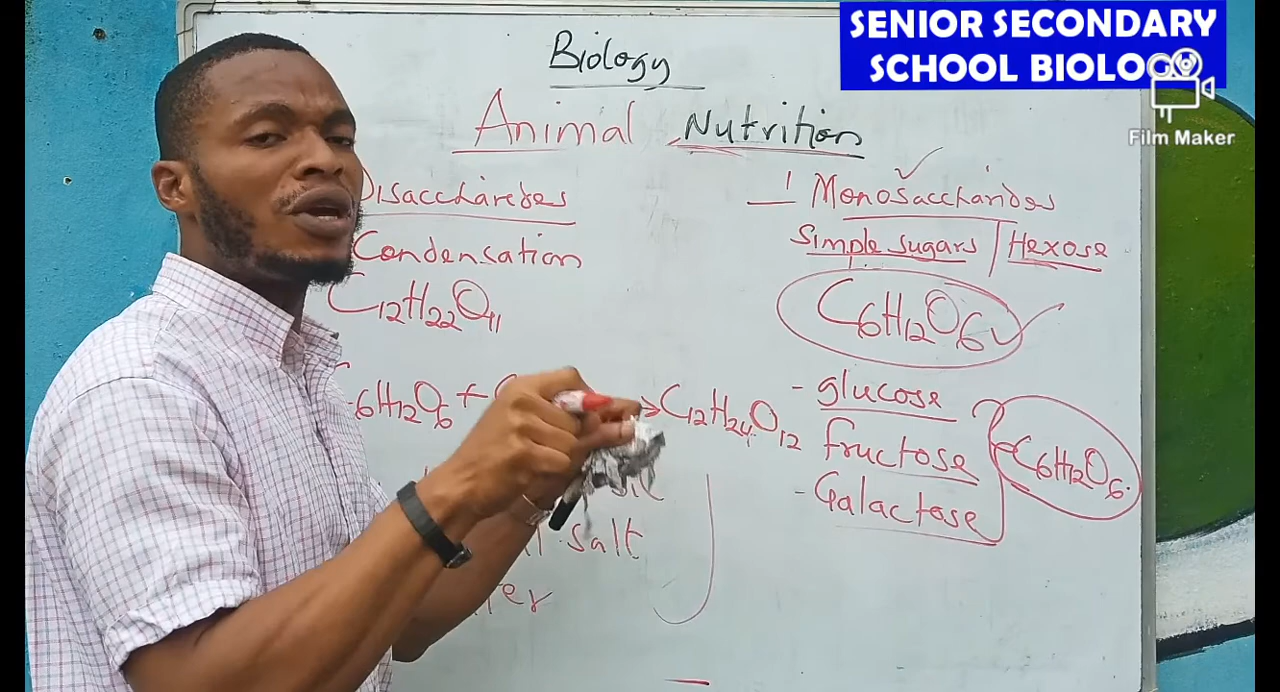 SENIOR SECONDARY
SCHOOL BIOLOGY
Film Maker
Biology
Animal Nutrition
Disaccharides
Condensation
C12H22O11
C6H12O6 + C → C12H24O12
salt
1 Monosaccharides
Simple sugars / Hexose
C6H12O6
- glucose
fructose
- Galactose
C6H12O6